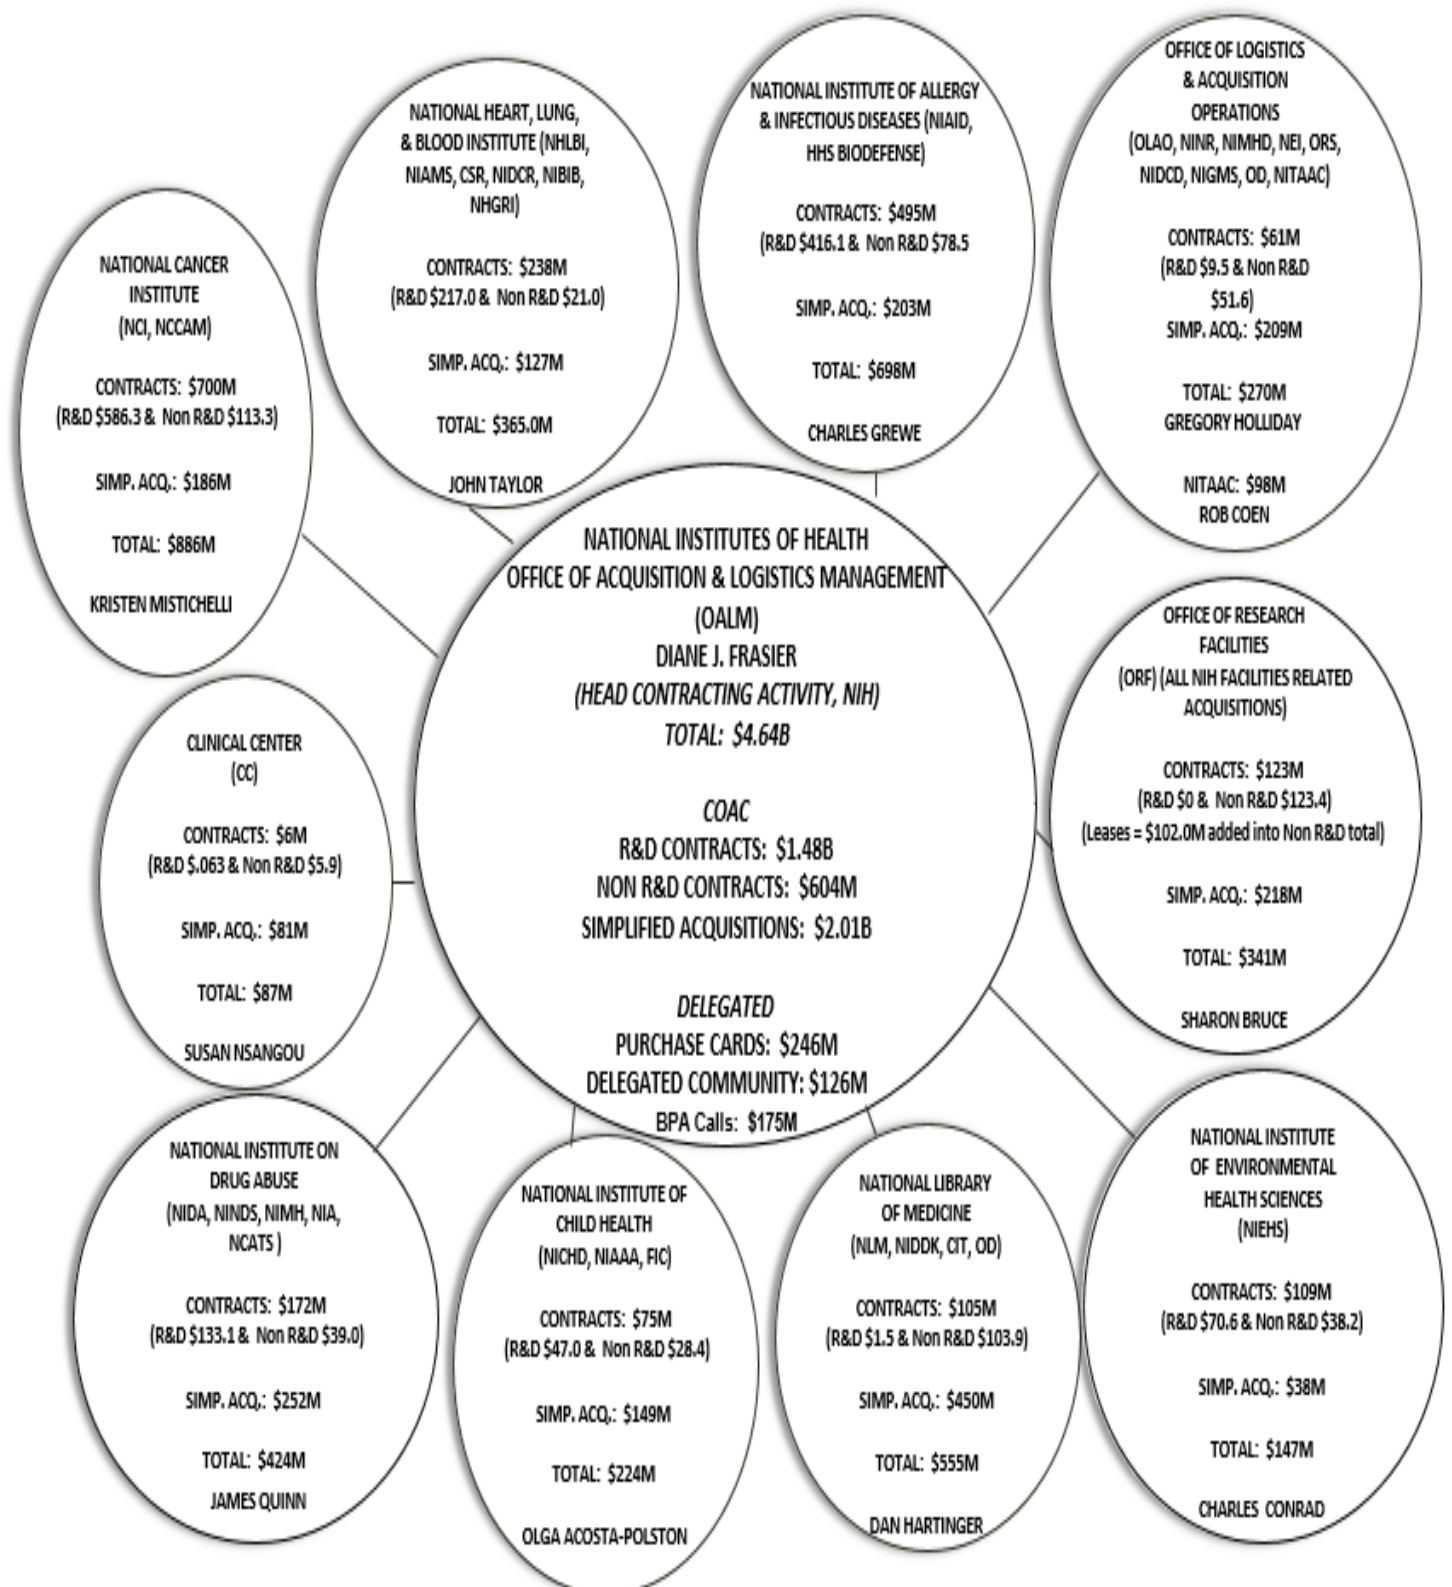 NATIONAL CANCER
INSTITUTE
(NCI, NCCAM)
CONTRACTS: $700M
(R&D $586.3 & Non R&D $113.3)
SIMP. ACQ.: $186M
TOTAL: $886M
KRISTEN MISTICHELLI
NATIONAL HEART, LUNG,
& BLOOD INSTITUTE (NHLBI,
NIAMS, CSR, NIDCR, NIBIB,
NHGRI)
CONTRACTS: $238M
(R&D $217.0 & Non R&D $21.0)
SIMP. ACQ.: $127M
TOTAL: $365.0M
JOHN TAYLOR
NATIONAL INSTITUTE OF ALLERGY
& INFECTIOUS DISEASES (NIAID,
HHS BIODEFENSE)
CONTRACTS: $495M
(R&D $416.1 & Non R&D $78.5
SIMP. ACQ.: $203M
TOTAL: $698M
CHARLES GREWE
OFFICE OF LOGISTICS
& ACQUISITION
OPERATIONS
(OLAO, NINR, NIMHD, NEI, ORS,
NIDCD, NIGMS, OD, NITAAC)
CONTRACTS: $61M
(R&D $9.5 & Non R&D
$51.6)
SIMP. ACQ.: $209M
TOTAL: $270M
GREGORY HOLLIDAY
NITAAC: $98M
ROB COEN
NATIONAL INSTITUTES OF HEALTH
OFFICE OF ACQUISITION & LOGISTICS MANAGEMENT
(OALM)
DIANE J. FRASIER
(HEAD CONTRACTING ACTIVITY, NIH)
TOTAL: $4.64B
COAC
R&D CONTRACTS: $1.48B
NON R&D CONTRACTS: $604M
SIMPLIFIED ACQUISITIONS: $2.01B
DELEGATED
PURCHASE CARDS: $246M
DELEGATED COMMUNITY: $126M
BPA Calls: $175M
OFFICE OF RESEARCH
FACILITIES
(ORF) (ALL NIH FACILITIES RELATED
ACQUISITIONS)
CONTRACTS: $123M
(R&D $0 & Non R&D $123.4)
(Leases = $102.0M added into Non R&D total)
SIMP. ACQ.: $218M
TOTAL: $341M
SHARON BRUCE
CLINICAL CENTER
(CC)
CONTRACTS: $6M
(R&D $.063 & Non R&D $5.9)
SIMP. ACQ.: $81M
TOTAL: $87M
SUSAN NSANGOU
NATIONAL INSTITUTE ON
DRUG ABUSE
(NIDA, NINDS, NIMH, NIA,
NCATS )
CONTRACTS: $172M
(R&D $133.1 & Non R&D $39.0)
SIMP. ACQ.: $252M
TOTAL: $424M
JAMES QUINN
NATIONAL INSTITUTE OF
CHILD HEALTH
(NICHD, NIAAA, FIC)
CONTRACTS: $75M
(R&D $47.0 & Non R&D $28.4)
SIMP. ACQ.: $149M
TOTAL: $224M
OLGA ACOSTA-POLSTON
NATIONAL LIBRARY
OF MEDICINE
(NLM, NIDDK, CIT, OD)
CONTRACTS: $105M
(R&D $1.5 & Non R&D $103.9)
SIMP. ACQ.: $450M
TOTAL: $555M
DAN HARTINGER
NATIONAL INSTITUTE
OF ENVIRONMENTAL
HEALTH SCIENCES
(NIEHS)
CONTRACTS: $109M
(R&D $70.6 & Non R&D $38.2)
SIMP. ACQ.: $38M
TOTAL: $147M
CHARLES CONRAD